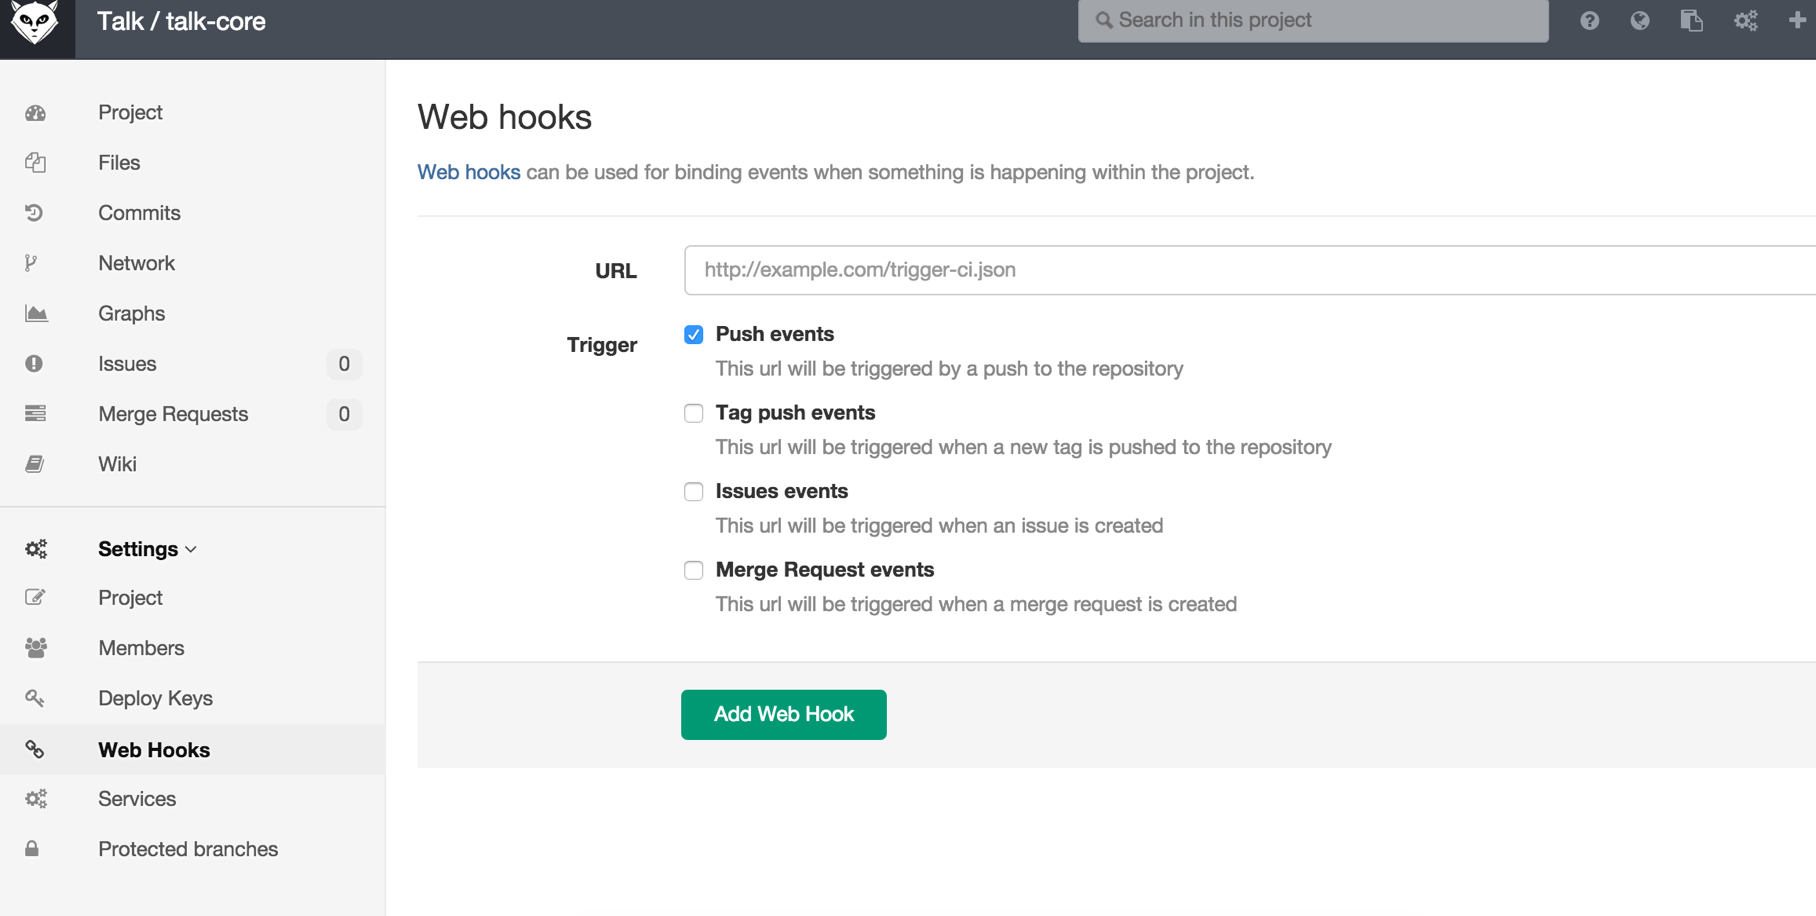 Talk / talk-core
Search in this project
Project
Files
Commits
Network
Graphs
Issues 0
Merge Requests 0
Wiki
Settings
Project
Members
Deploy Keys
Web Hooks
Services
Protected branches
Web hooks
Web hooks can be used for binding events when something is happening within the project.
URL http://example.com/trigger-ci.json
Trigger
Push events
This url will be triggered by a push to the repository
Tag push events
This url will be triggered when a new tag is pushed to the repository
Issues events
This url will be triggered when an issue is created
Merge Request events
This url will be triggered when a merge request is created
Add Web Hook